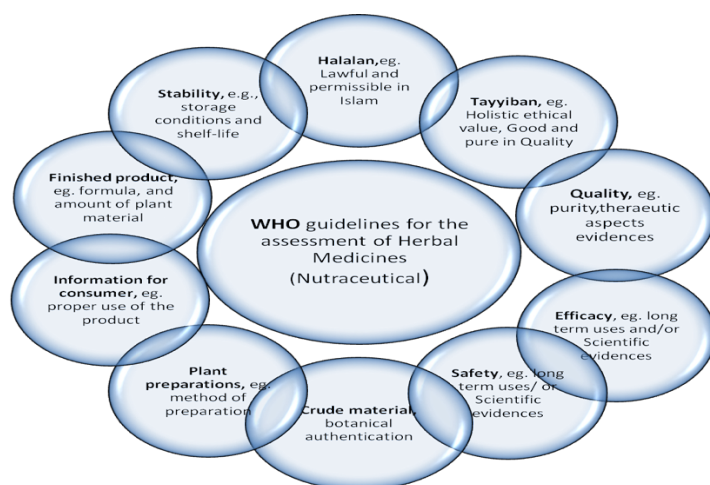 Halalan,eg.
Lawful and
permissible in
Islam
Tayyiban, eg.
Holistic ethical
value, Good and
pure in Quality
Quality, eg.
purity,theraeutic
aspects
evidences
Efficacy, eg. long
term uses and/or
Scientific
evidences
Safety, eg. long
term uses/ or
Scientific
evidences
Crude material,
botanical
authentication
Plant
preparations, eg.
method of
preparation
Information for
consumer, eg.
proper use of the
product
Finished product,
eg. formula, and
amount of plant
material
Stability, e.g.,
storage
conditions and
shelf-life
WHO guidelines for the
assessment of Herbal
Medicines
(Nutraceutical)